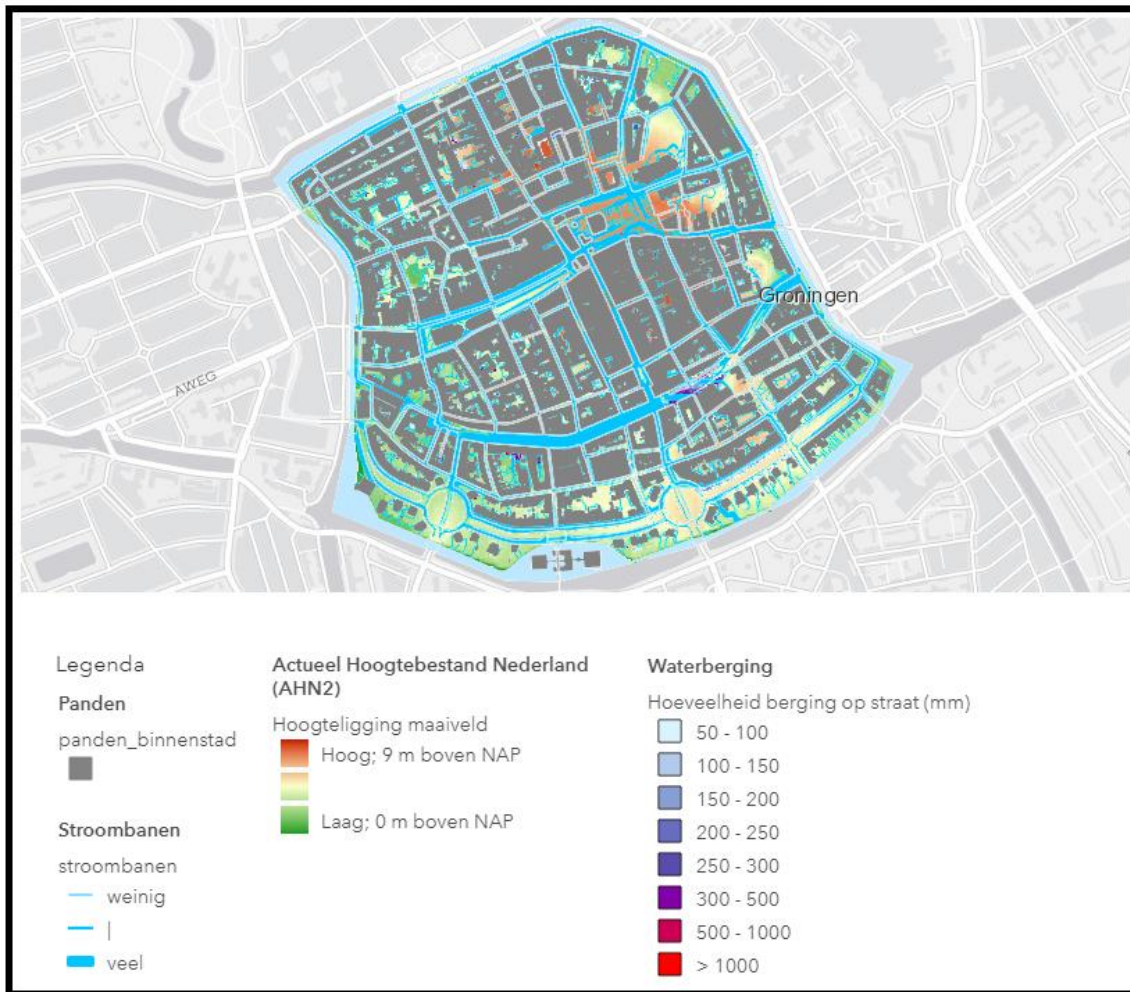 Groningen
AWEG
Legenda
Panden
panden_binnenstad
Stroombanen
stroombanen
weinig
|
veel
Actueel Hoogtebestand Nederland
(AHN2)
Hoogteligging maaiveld
Hoog; 9 m boven NAP
Laag; 0 m boven NAP
Waterberging
Hoeveelheid berging op straat (mm)
50 - 100
100 - 150
150 - 200
200 - 250
250 - 300
300 - 500
500 - 1000
> 1000